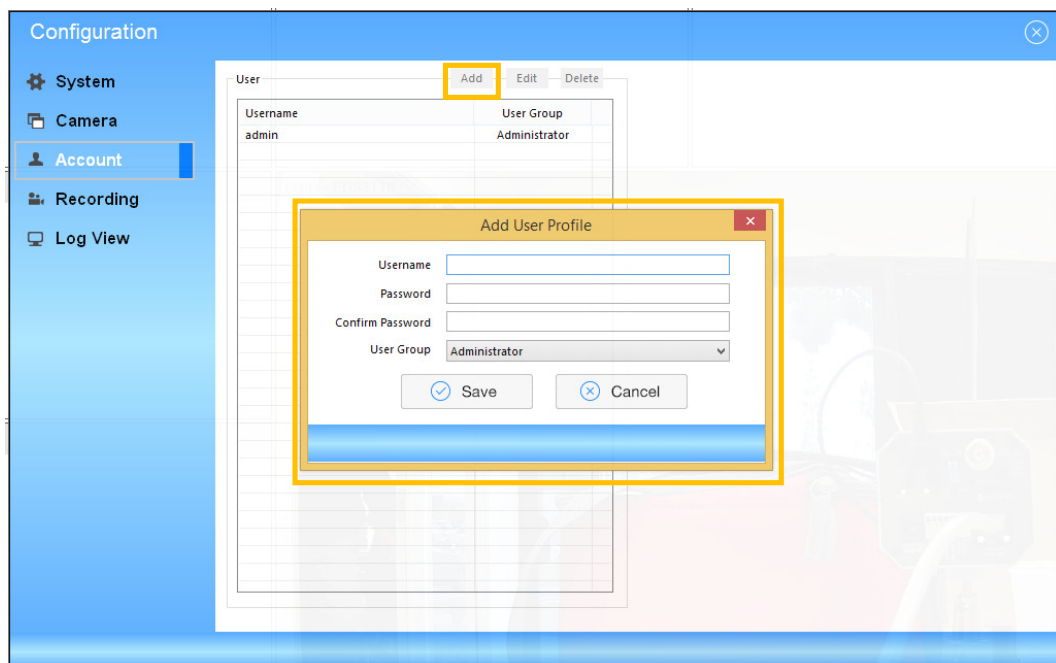 Configuration
System
Camera
Account
Recording
Log View
User
Add Edit Delete
Username User Group
admin Administrator
Add User Profile
Username
Password
Confirm Password
User Group Administrator
Save Cancel